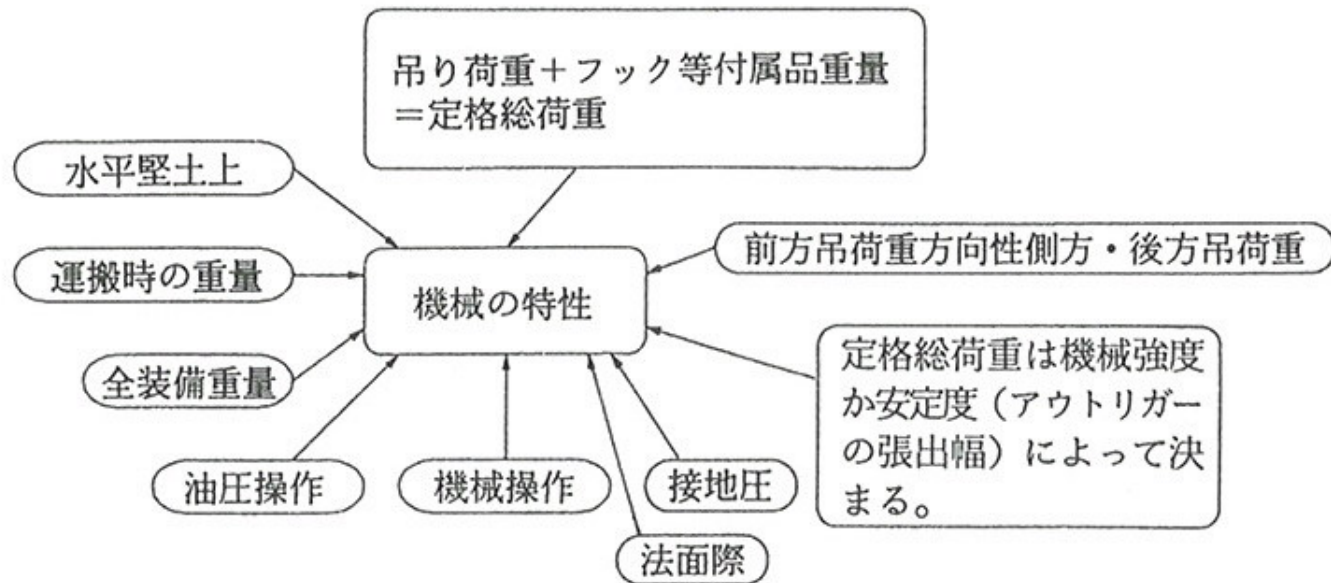 吊り荷重+フック等付属品重量
=定格総荷重
水平堅土上
運搬時の重量
前方吊荷重方向性側方・後方吊荷重
機械の特性
全装備重量
定格総荷重は機械強度
か安定度(アウトリガー
の張出幅)によって決
まる。
油圧操作
機械操作
接地圧
法面際